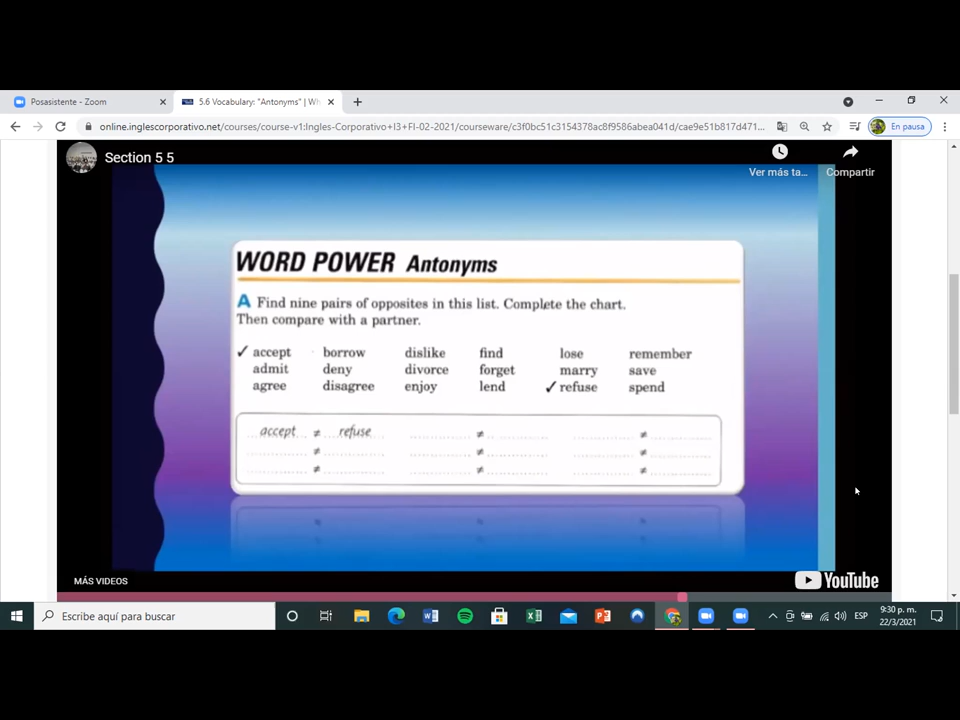 Posasistente - Zoom
5.6 Vocabulary: "Antonyms" | Wh
online.inglescorporativo.net/courses/course-v1:Ingles-Corporativo+I3+FI-02-2021/courseware/c3f0bc51c3154378ac8f9586abea041d/cae9e51b817d471...
En pausa
Section 5 5
Ver más ta...
Compartir
WORD POWER Antonyms
A Find nine pairs of opposites in this list. Complete the chart.
Then compare with a partner.
✓ accept borrow dislike find lose remember
admit deny divorce forget marry save
agree disagree enjoy lend ✓ refuse spend
accept ≠ refuse ≠ ≠
≠ ≠ ≠
≠ ≠ ≠
MÁS VIDEOS
YouTube
Escribe aquí para buscar
ESP
9:30 p. m.
22/3/2021